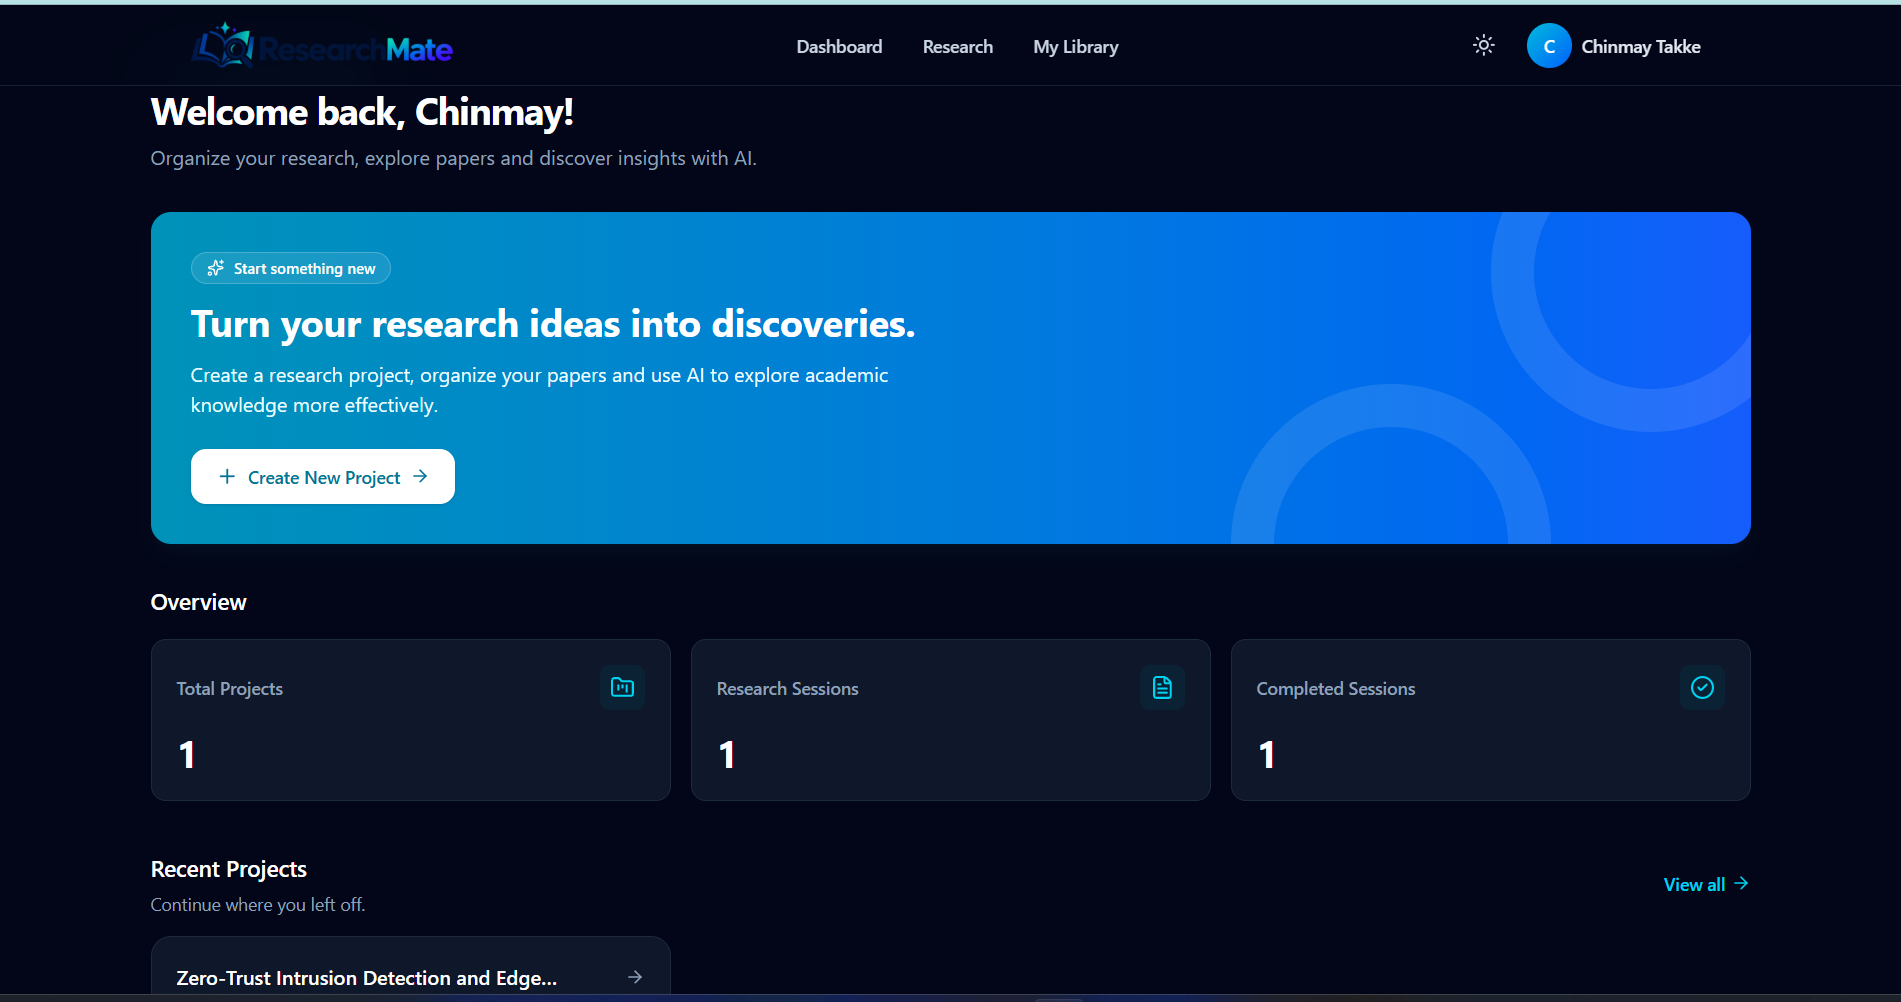 ResearchMate
Dashboard
Research
My Library
C
Chinmay Takke
Welcome back, Chinmay!
Organize your research, explore papers and discover insights with AI.
Start something new
Turn your research ideas into discoveries.
Create a research project, organize your papers and use AI to explore academic
knowledge more effectively.
Create New Project
Overview
Total Projects
1
Research Sessions
1
Completed Sessions
1
Recent Projects
Continue where you left off.
View all
Zero-Trust Intrusion Detection and Edge...